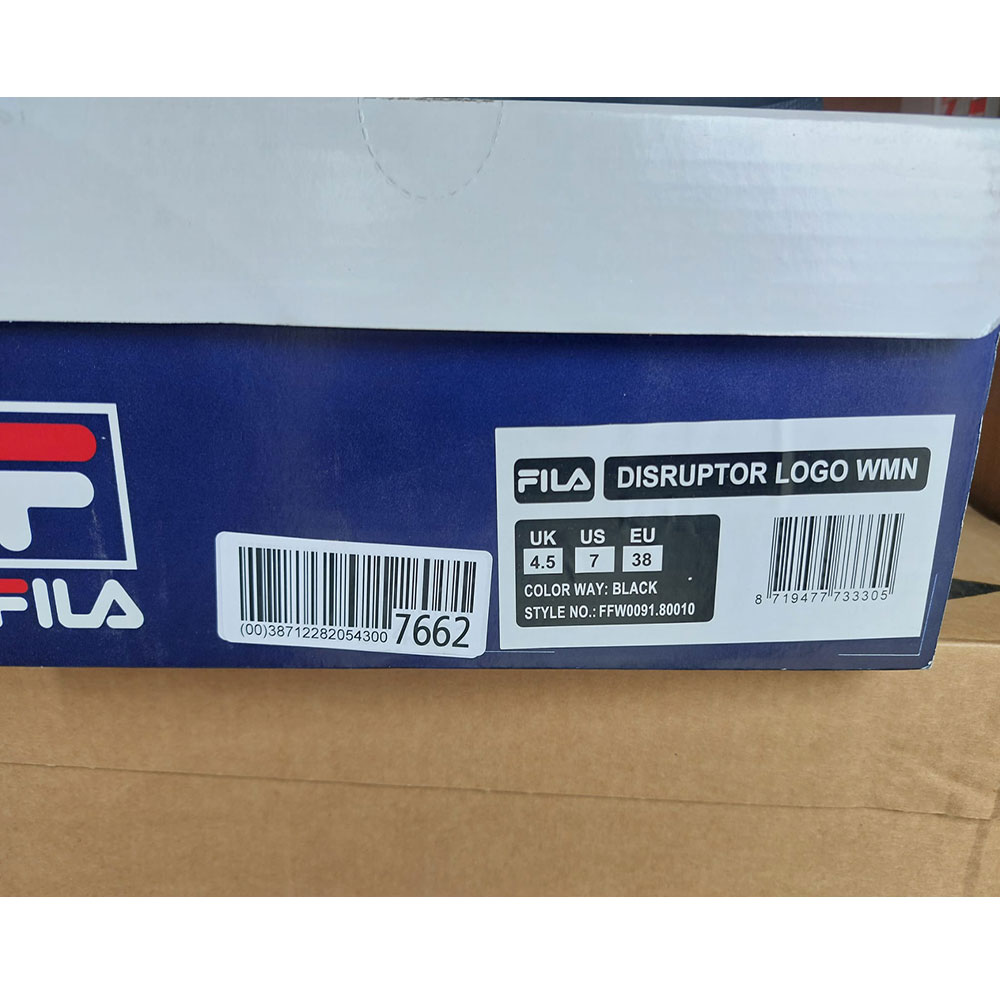 FILA
(00)38712282054300 7662
FILA DISRUPTOR LOGO WMN
UK US EU
4.5 7 38
COLOR WAY: BLACK
STYLE NO.: FFW0091.80010
8 719477 733305